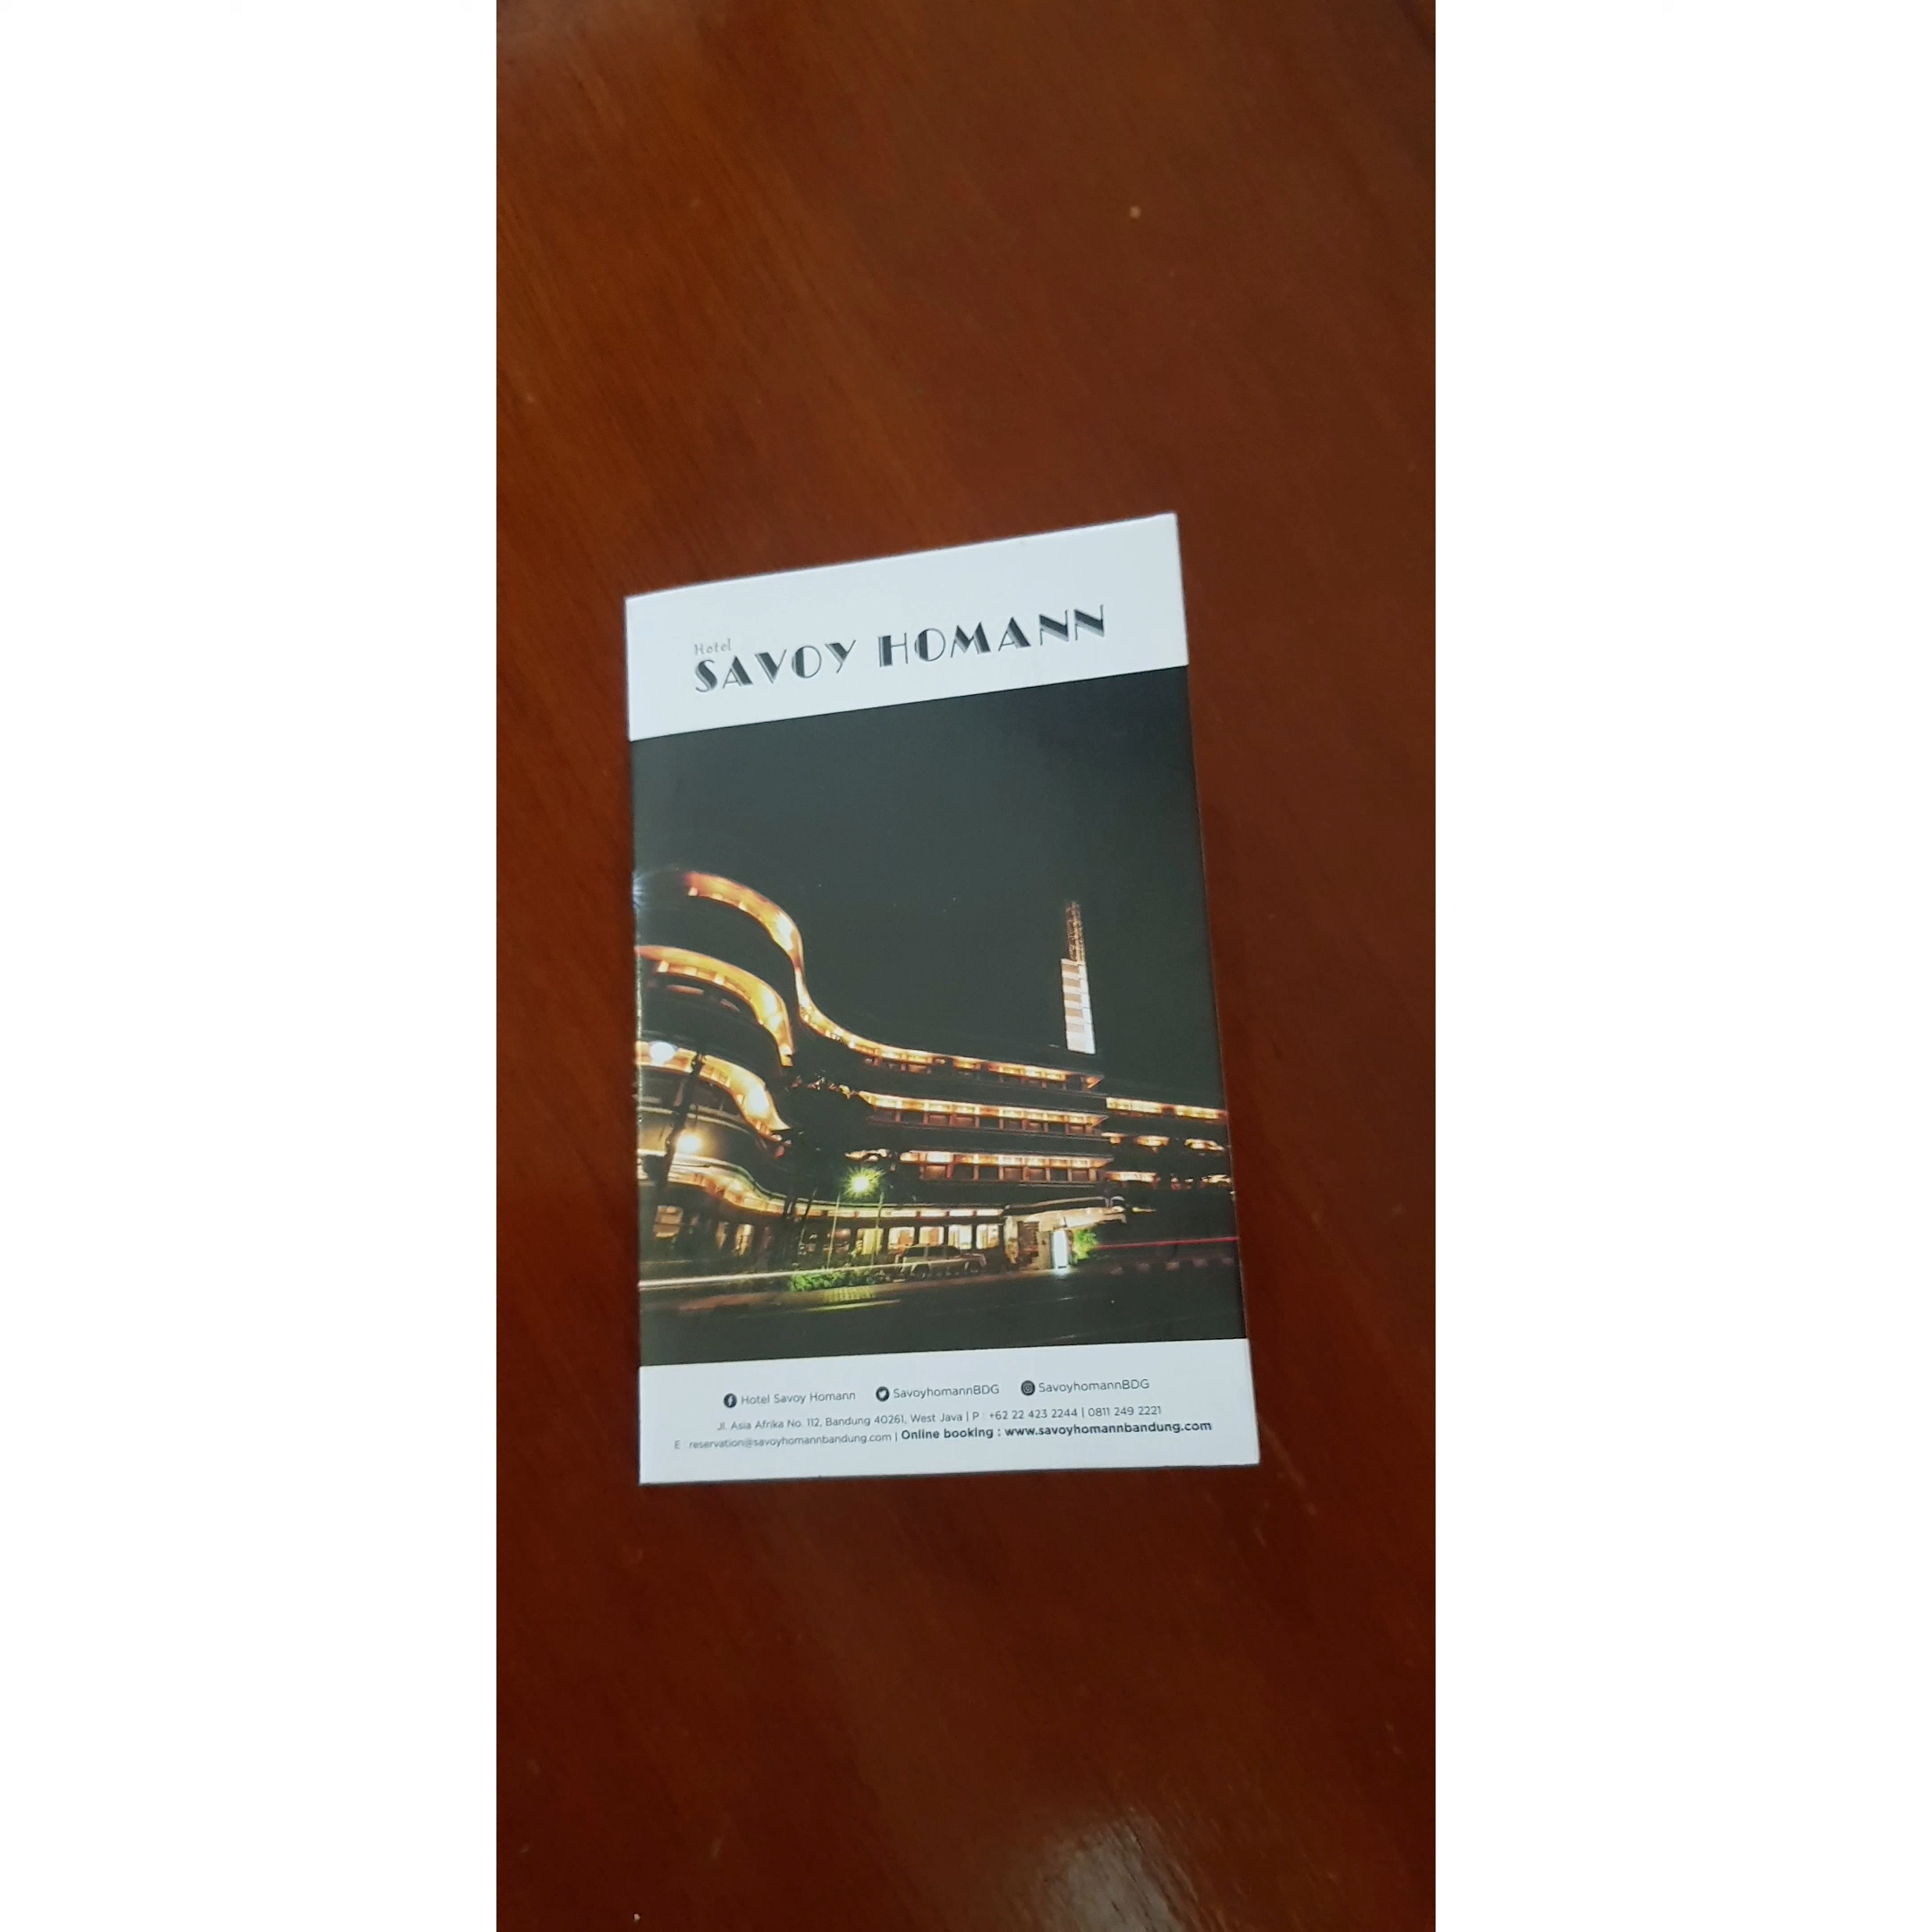 Hotel
SAVOY HOMANN
Hotel Savoy Homann SavoyhomannBDG SavoyhomannBDG
Jl. Asia Afrika No. 112, Bandung 40261, West Java | P : +62 22 423 2244 | 0811 249 2221
E : reservation@savoyhomannbandung.com | Online booking : www.savoyhomannbandung.com